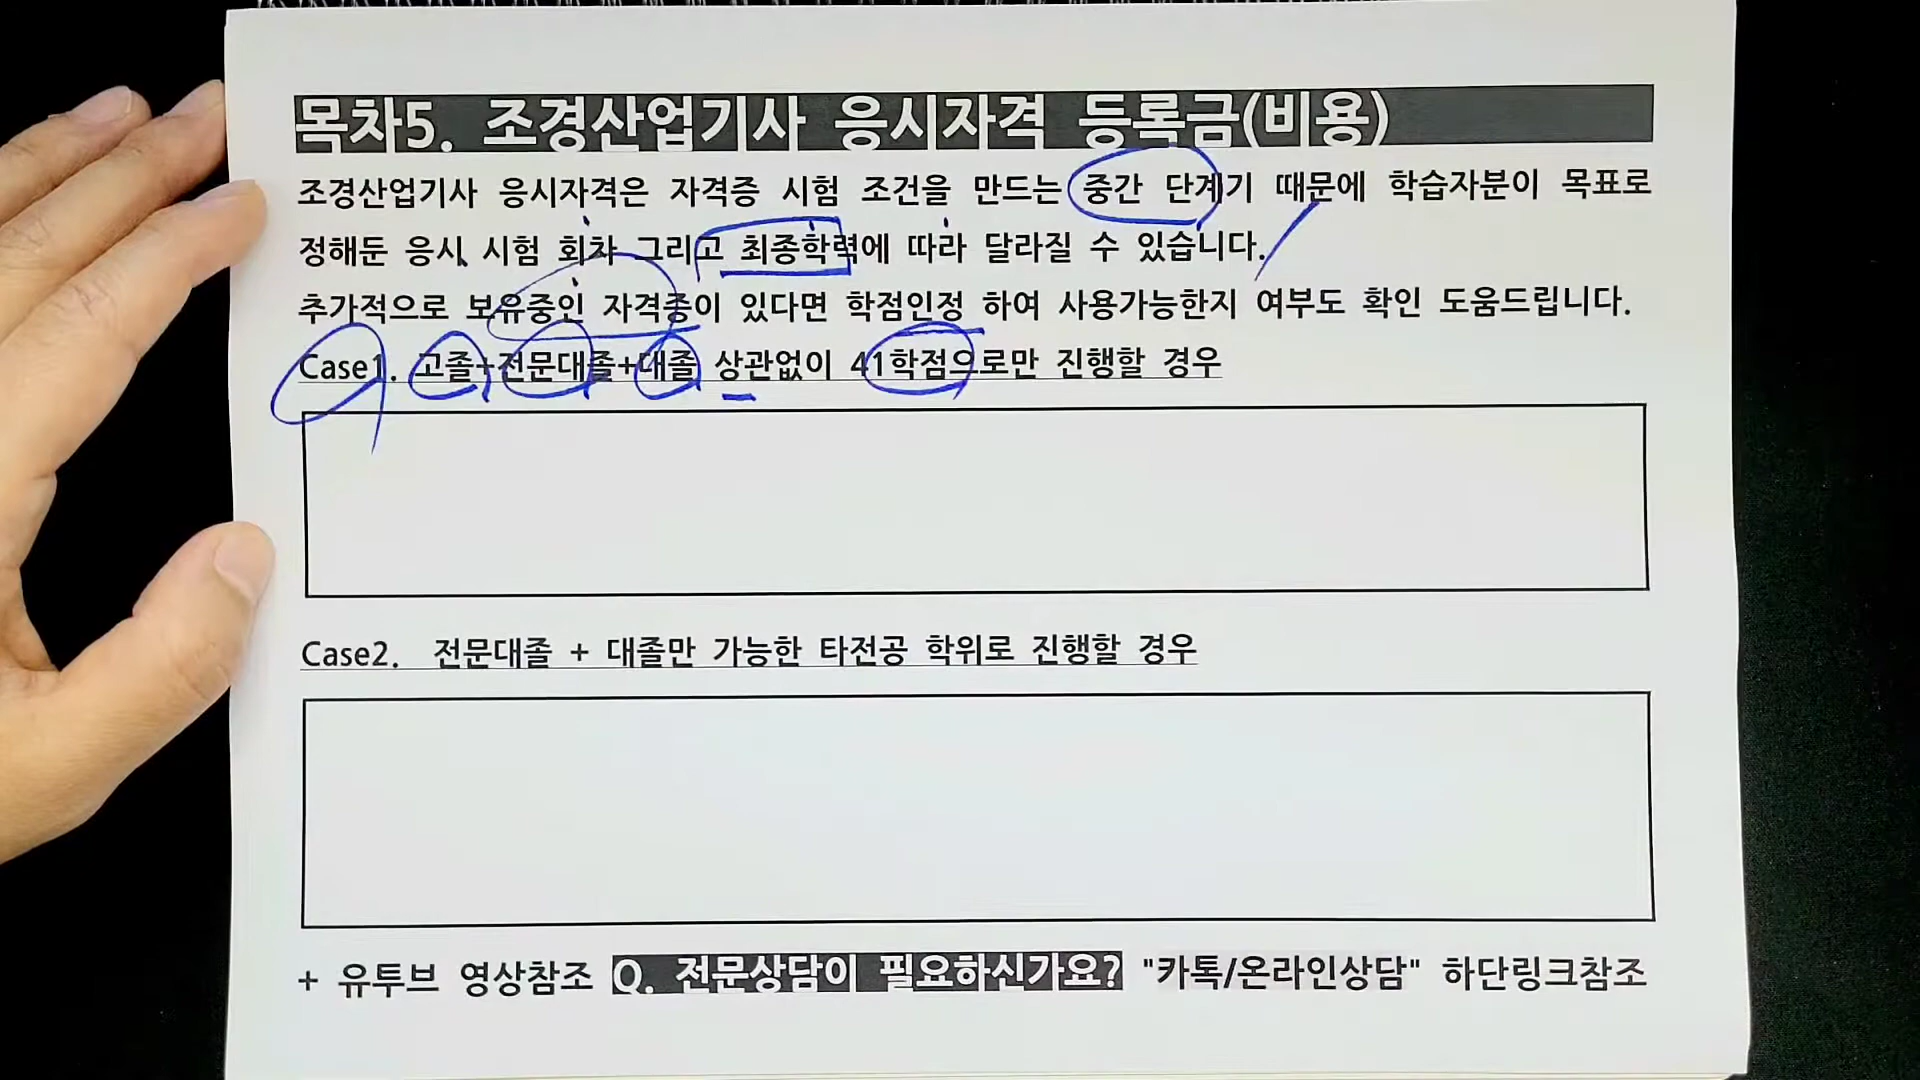 목차5. 조경산업기사 응시자격 등록금(비용)
조경산업기사 응시자격은 자격증 시험 조건을 만드는 중간 단계기 때문에 학습자분이 목표로
정해둔 응시, 시험 회차 그리고 최종학력에 따라 달라질 수 있습니다.
추가적으로 보유중인 자격증이 있다면 학점인정 하여 사용가능한지 여부도 확인 도움드립니다.
Case1. 고졸+전문대졸+대졸 상관없이 41학점으로만 진행할 경우
Case2. 전문대졸 + 대졸만 가능한 타전공 학위로 진행할 경우
+ 유투브 영상참조 Q. 전문상담이 필요하신가요? "카톡/온라인상담" 하단링크참조